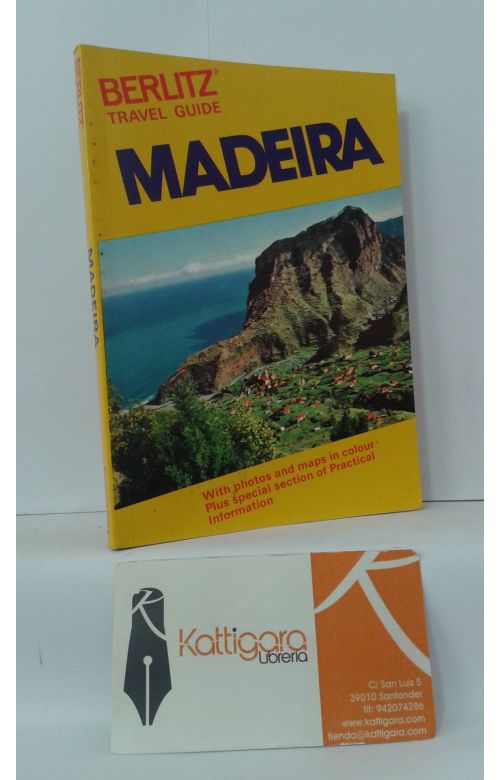 BERLITZ®
TRAVEL GUIDE
MADEIRA
BERLITZ
MADEIRA
With photos and maps in colour
Plus special section of Practical
Information
Kattigara
Librería
C/ San Luis 5
39010 Santander
tlf: 942074286
www.kattigara.com
tienda@kattigara.com